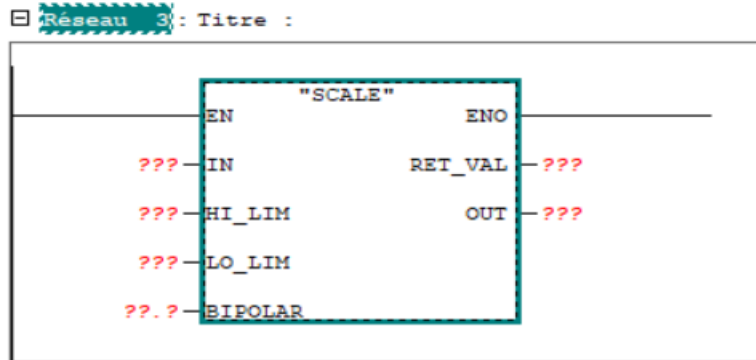 Réseau 3: Titre :
"SCALE"
EN ENO
??? IN RET_VAL ???
??? HI_LIM OUT ???
??? LO_LIM
??.? BIPOLAR